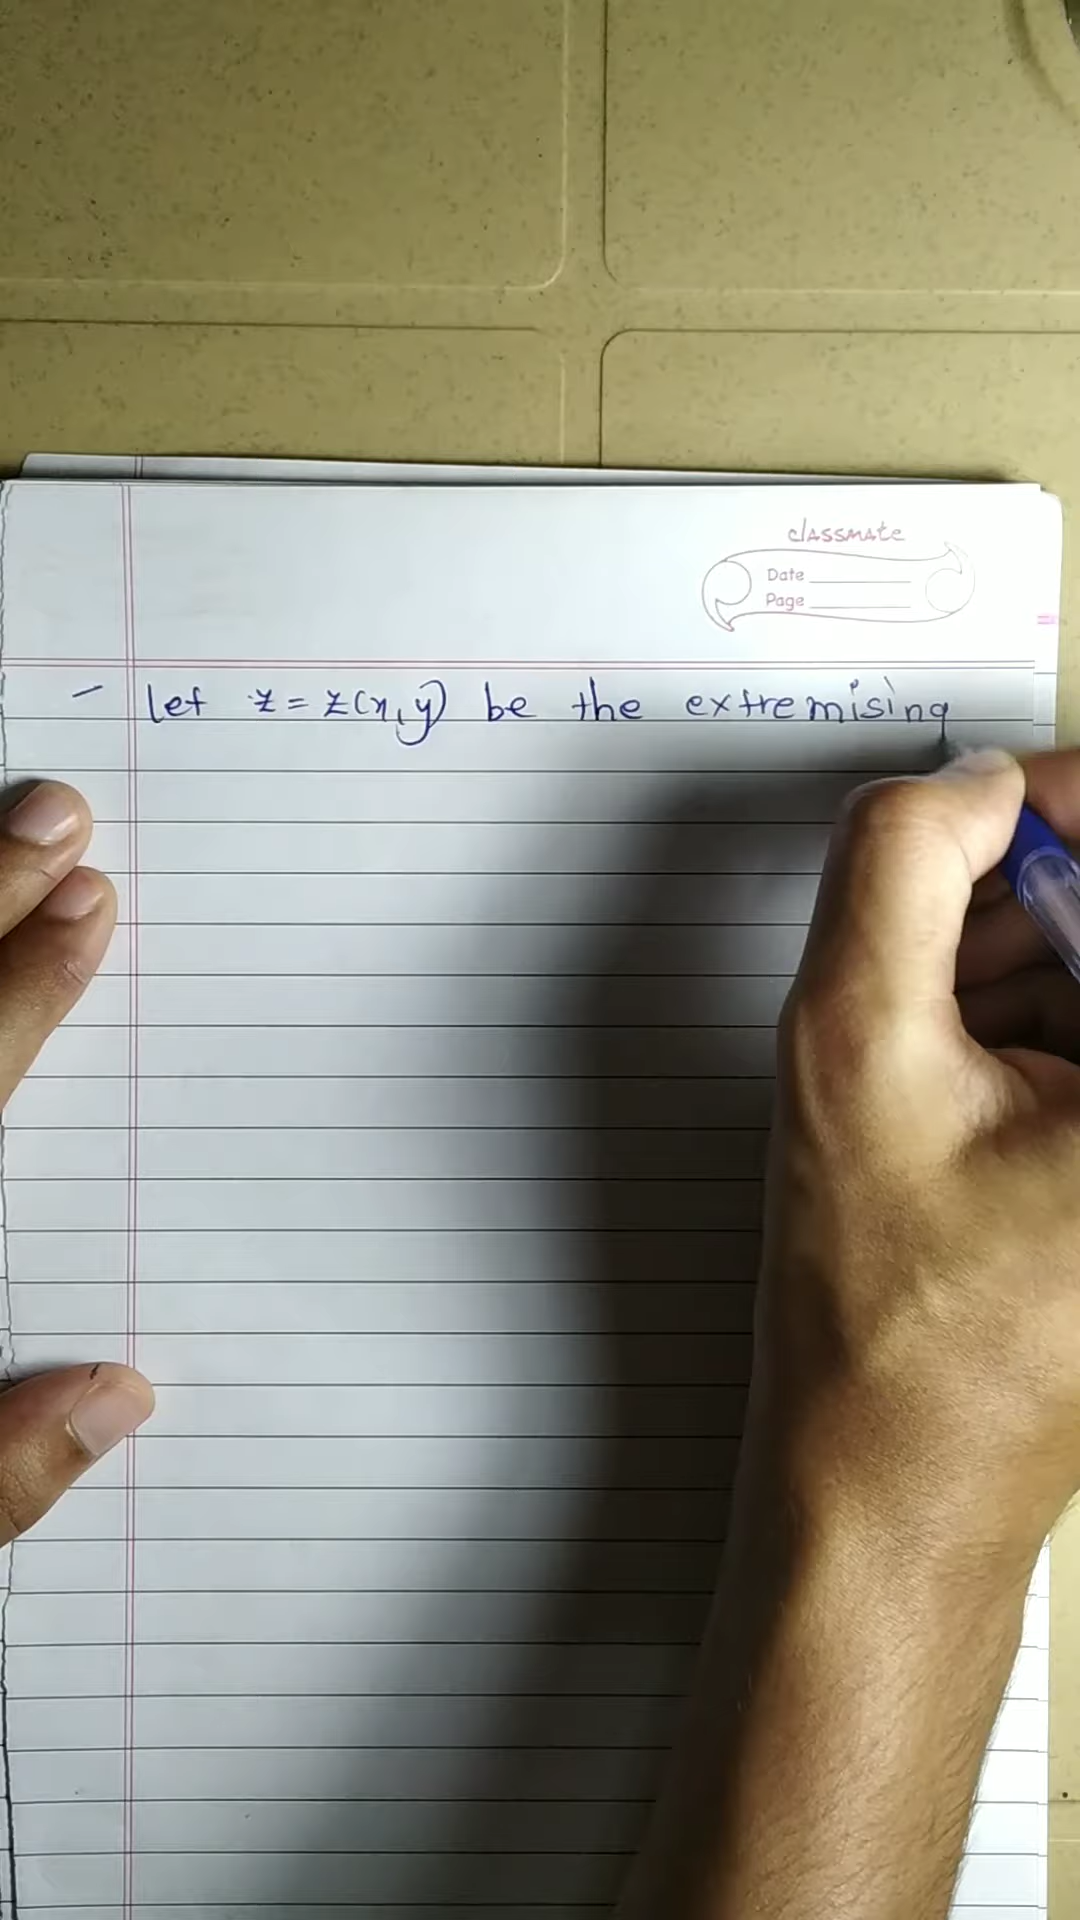 classmate
Date
Page
- let z = z(x,y) be the extremising